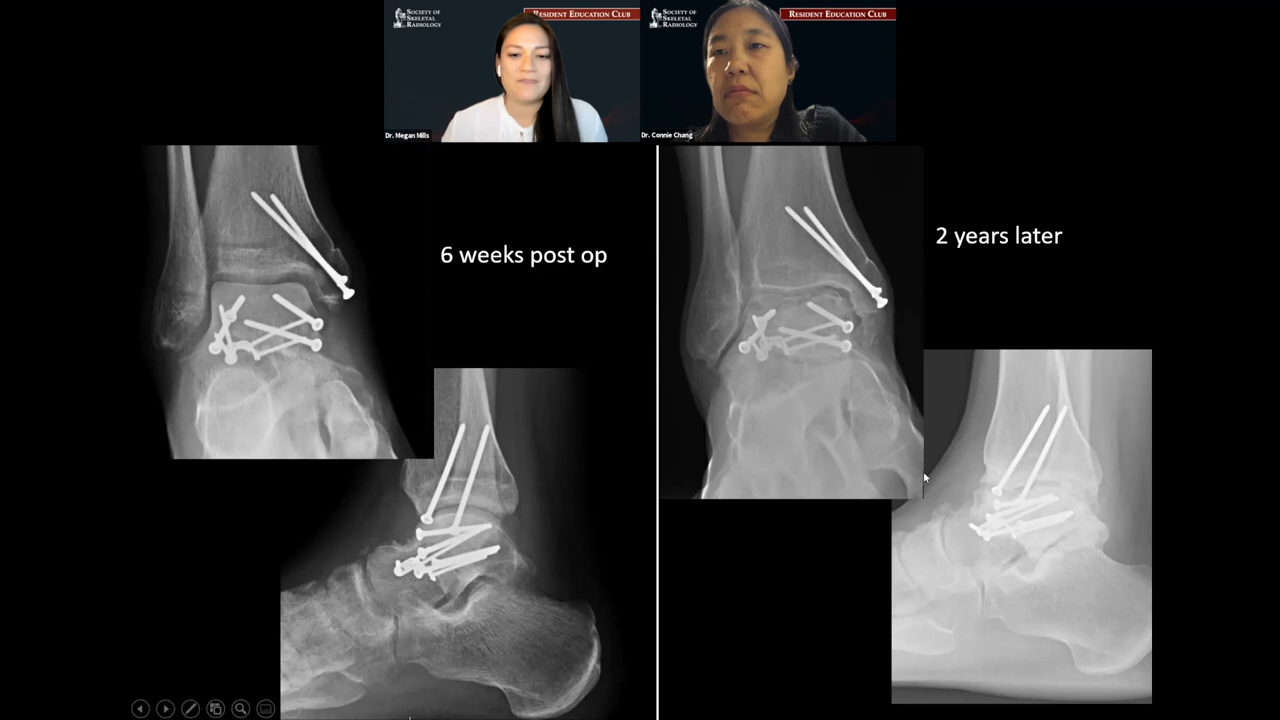 SOCIETY OF
SKELETAL
RADIOLOGY
RESIDENT EDUCATION CLUB
Dr. Megan Mills
SOCIETY OF
SKELETAL
RADIOLOGY
RESIDENT EDUCATION CLUB
Dr. Connie Chang
6 weeks post op
2 years later